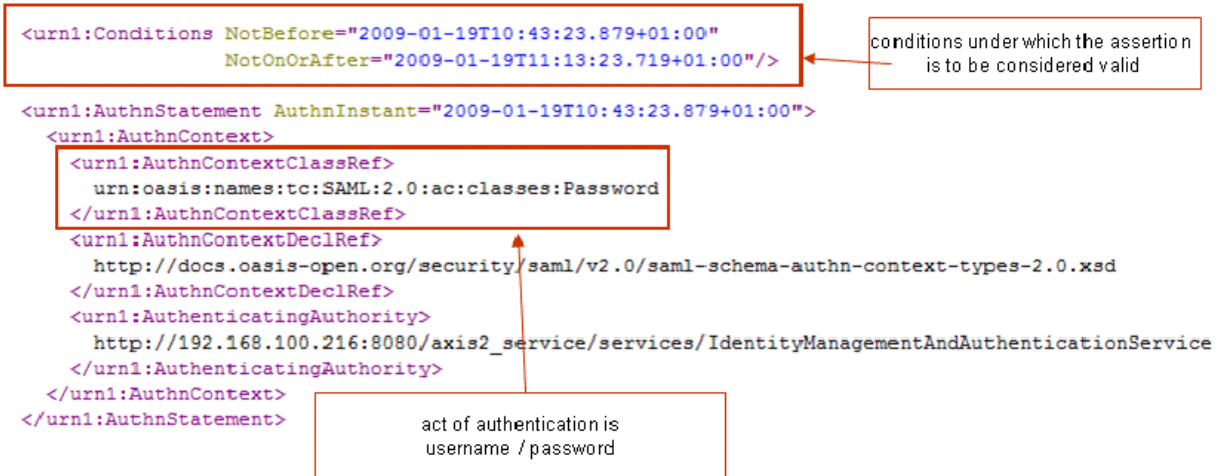 <urn1:Conditions NotBefore="2009-01-19T10:43:23.879+01:00"
NotOnOrAfter="2009-01-19T11:13:23.719+01:00"/>
conditions under which the assertion
is to be considered valid
<urn1:AuthnStatement AuthnInstant="2009-01-19T10:43:23.879+01:00">
<urn1:AuthnContext>
<urn1:AuthnContextClassRef>
urn:oasis:names:tc:SAML:2.0:ac:classes:Password
</urn1:AuthnContextClassRef>
<urn1:AuthnContextDeclRef>
http://docs.oasis-open.org/security/saml/v2.0/saml-schema-authn-context-types-2.0.xsd
</urn1:AuthnContextDeclRef>
<urn1:AuthenticatingAuthority>
http://192.168.100.216:8080/axis2_service/services/IdentityManagementAndAuthenticationService
</urn1:AuthenticatingAuthority>
</urn1:AuthnContext>
</urn1:AuthnStatement>
act of authentication is
username / password